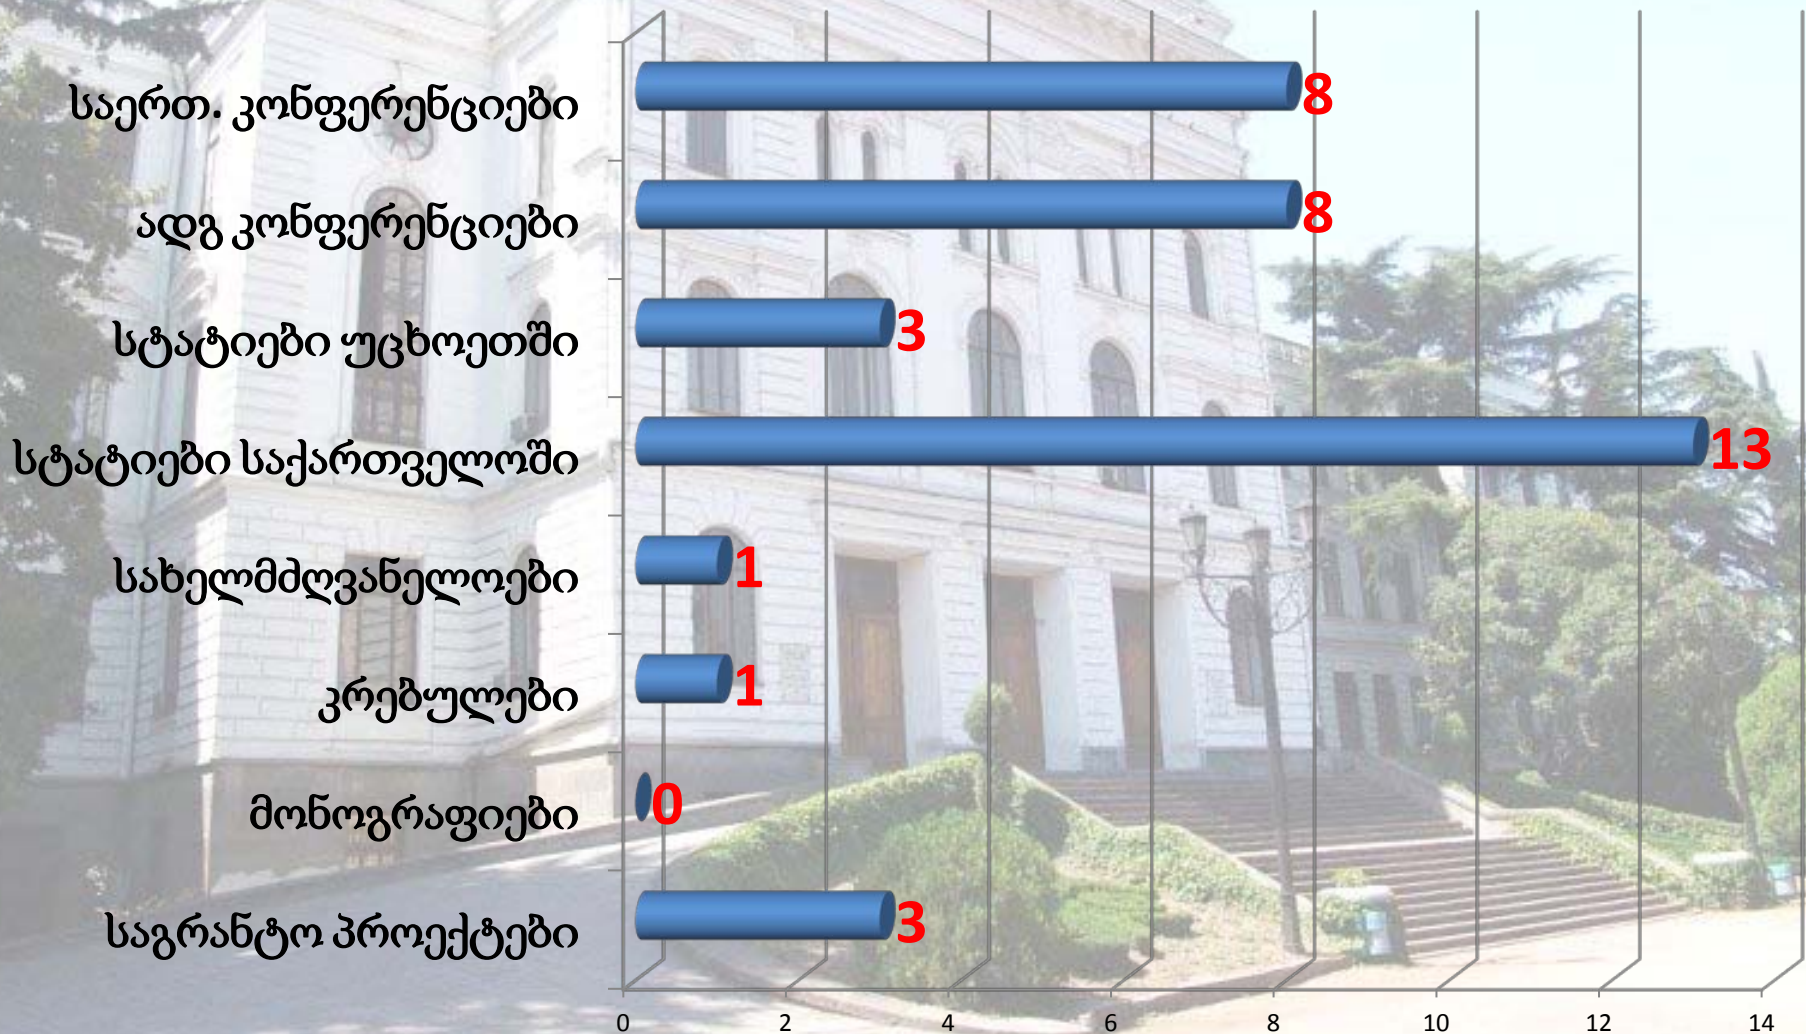 საერთ. კონფერენციები 8
ადგ კონფერენციები 8
სტატიები უცხოეთში 3
სტატიები საქართველოში 13
სახელმძღვანელოები 1
კრებულები 1
მონოგრაფიები 0
საგრანტო პროექტები 3
0 2 4 6 8 10 12 14